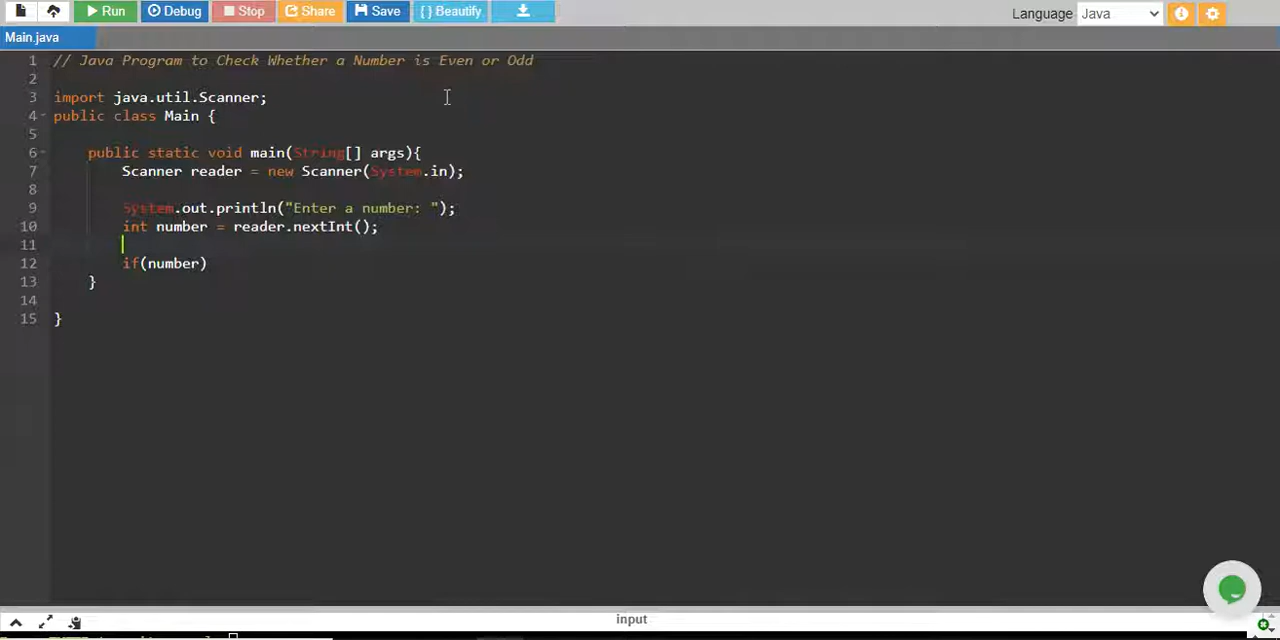 Run Debug Stop Share Save { } Beautify Language Java
Main.java
1 // Java Program to Check Whether a Number is Even or Odd
2
3 import java.util.Scanner;
4 public class Main {
5
6 public static void main(String[] args){
7 Scanner reader = new Scanner(System.in);
8
9 System.out.println("Enter a number: ");
10 int number = reader.nextInt();
11
12 if(number)
13 }
14
15 }
input